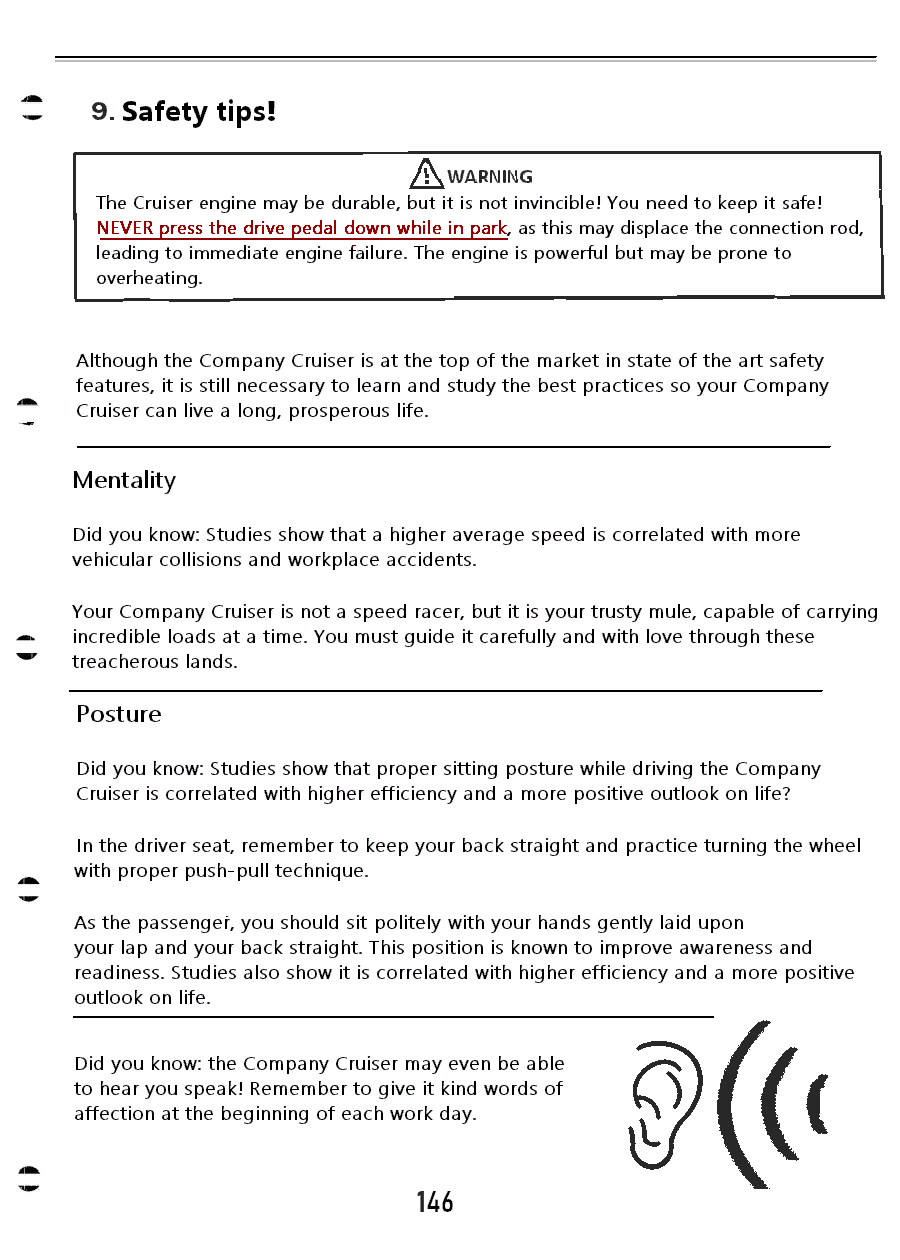 9. Safety tips!
WARNING
The Cruiser engine may be durable, but it is not invincible! You need to keep it safe!
NEVER press the drive pedal down while in park, as this may displace the connection rod,
leading to immediate engine failure. The engine is powerful but may be prone to
overheating.
Although the Company Cruiser is at the top of the market in state of the art safety
features, it is still necessary to learn and study the best practices so your Company
Cruiser can live a long, prosperous life.
Mentality
Did you know: Studies show that a higher average speed is correlated with more
vehicular collisions and workplace accidents.
Your Company Cruiser is not a speed racer, but it is your trusty mule, capable of carrying
incredible loads at a time. You must guide it carefully and with love through these
treacherous lands.
Posture
Did you know: Studies show that proper sitting posture while driving the Company
Cruiser is correlated with higher efficiency and a more positive outlook on life?
In the driver seat, remember to keep your back straight and practice turning the wheel
with proper push-pull technique.
As the passenger, you should sit politely with your hands gently laid upon
your lap and your back straight. This position is known to improve awareness and
readiness. Studies also show it is correlated with higher efficiency and a more positive
outlook on life.
Did you know: the Company Cruiser may even be able
to hear you speak! Remember to give it kind words of
affection at the beginning of each work day.
146